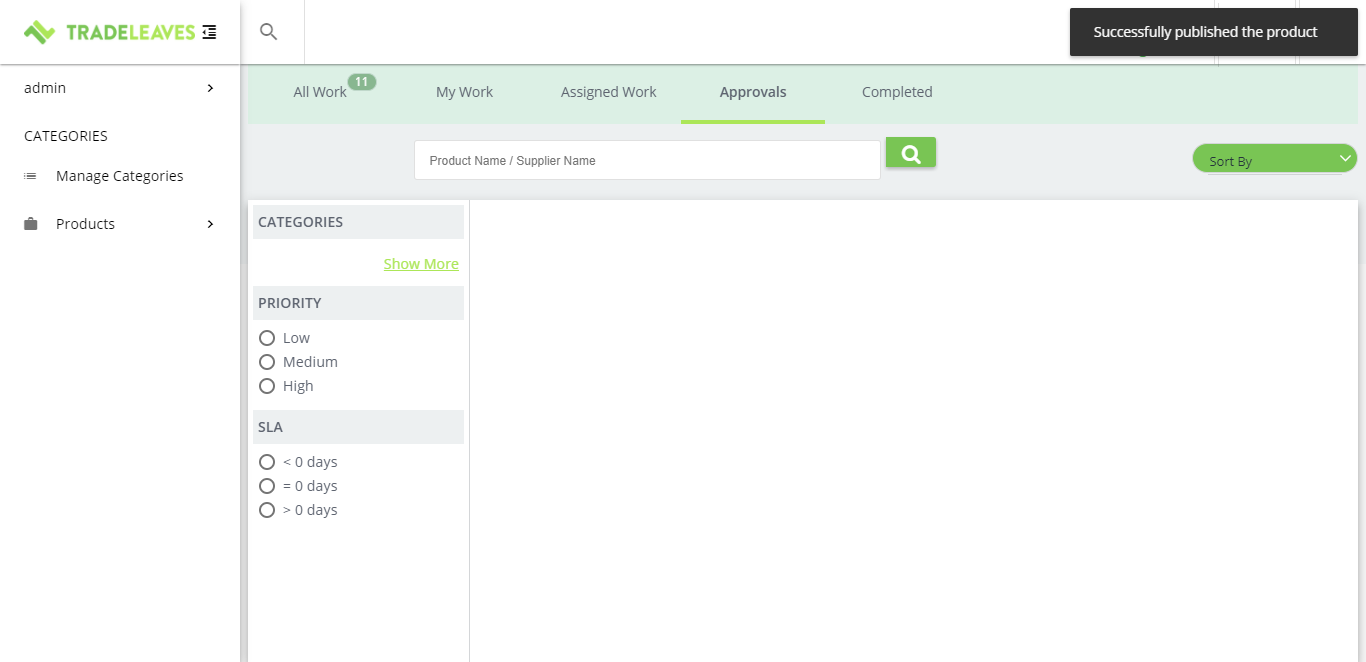 TRADELEAVES
Successfully published the product
admin
CATEGORIES
Manage Categories
Products
All Work 11
My Work
Assigned Work
Approvals
Completed
Product Name / Supplier Name
Sort By
CATEGORIES
Show More
PRIORITY
Low
Medium
High
SLA
< 0 days
= 0 days
> 0 days